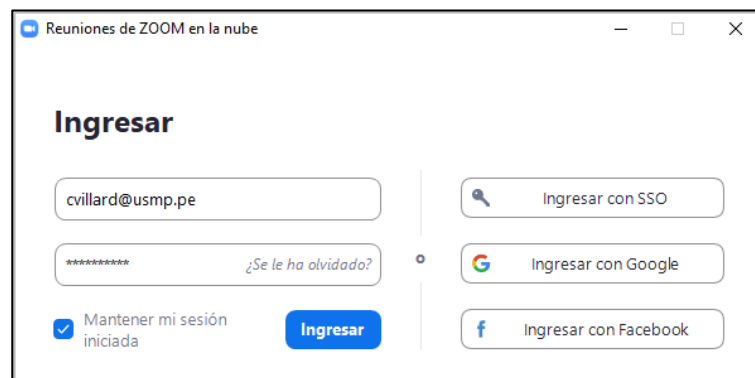 Reuniones de ZOOM en la nube
Ingresar
cvillard@usmp.pe
********** ¿Se le ha olvidado?
Mantener mi sesión
iniciada
Ingresar
o
Ingresar con SSO
Ingresar con Google
Ingresar con Facebook